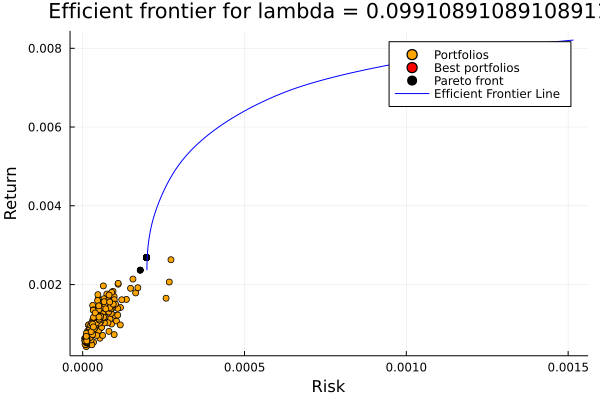 Efficient frontier for lambda = 0.0991089108910891
Portfolios
Best portfolios
Pareto front
Efficient Frontier Line
Return
0.008
0.006
0.004
0.002
0.0000
0.0005
0.0010
0.0015
Risk